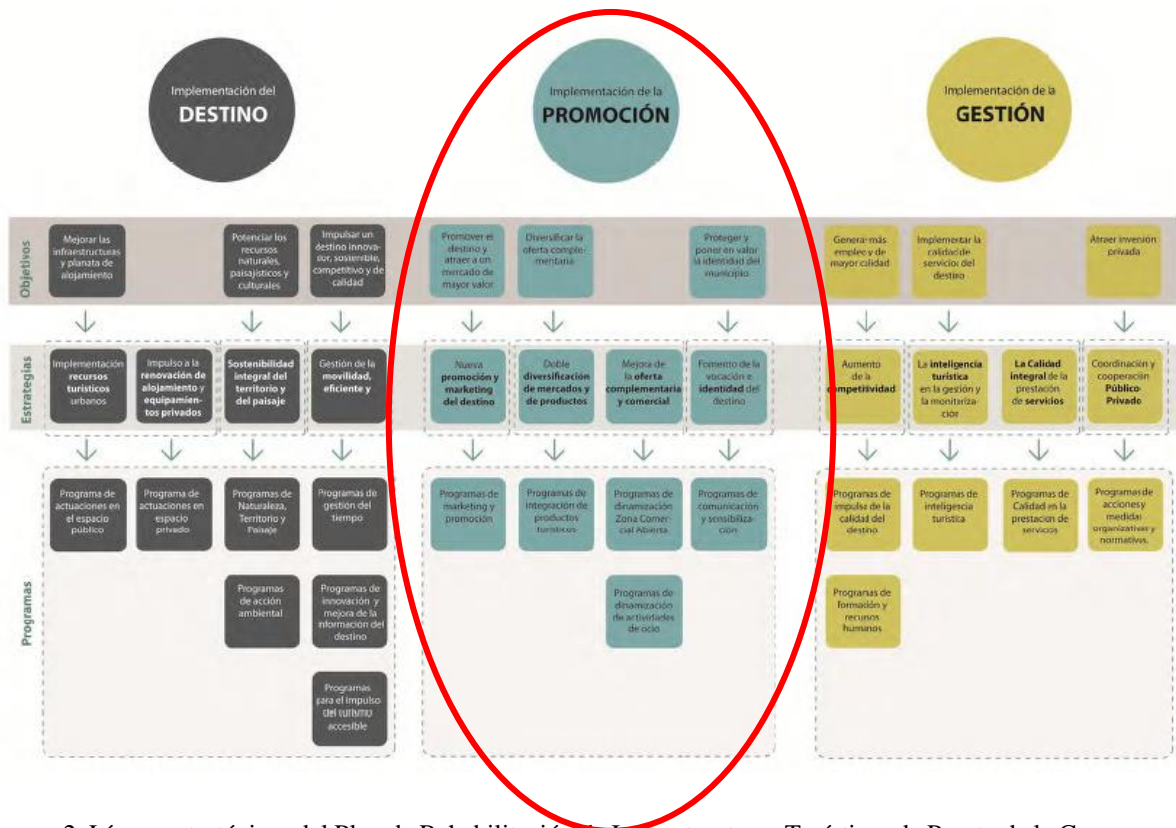 Implementación del
DESTINO
Implementación de la
PROMOCIÓN
Implementación de la
GESTIÓN
Objetivos
Mejorar las
infraestructuras
y planata de
alojamiento
Potenciar los
recursos
naturales,
paisajísticos y
culturales
Impulsar un
destino innova-
dor, sostenible,
competitivo y de
calidad
Promover el
destino y
atraer a un
mercado de
mayor valor
Diversificar la
oferta comple-
mentaria
Proteger y
poner en valor
la identidad del
municipio
Generar más
empleo y de
mayor calidad
Implementar la
calidad de
servicios del
destino
Atraer inversión
privada
Estrategias
Implementación
recursos
turísticos
urbanos
Impulso a la
renovación de
alojamiento y
equipamien-
tos privados
Sostenibilidad
integral del
territorio y
del paisaje
Gestión de la
movilidad,
eficiente y
Nueva
promoción y
marketing
del destino
Doble
diversificación
de mercados y
de productos
Mejora de
la oferta
complementaria
y comercial
Fomento de la
vocación e
identidad del
destino
Aumento
de la
competitividad
La inteligencia
turística
en la gestión y
la monitoriza-
ción
La Calidad
integral de la
prestación
de servicios
Coordinación y
cooperación
Público-
Privado
Programas
Programa de
actuaciones en
el espacio
público
Programa de
actuaciones en
espacio
privado
Programas de
Naturaleza,
Territorio y
Paisaje
Programas de
gestión del
tiempo
Programas de
marketing y
promoción
Programas de
integración de
productos
turísticos
Programas de
dinamización
Zona Comer-
cial Abierta
Programas de
comunicación
y sensibiliza-
ción
Programas de
impulso de la
calidad del
destino
Programas de
inteligencia
turística
Programas de
Calidad en la
prestación de
servicios
Programas de
acciones y
medidas
organizativas y
normativas.
Programas
de acción
ambiental
Programas de
innovación y
mejora de la
información del
destino
Programas de
dinamización
de actividades
de ocio
Programas de
formación y
recursos
humanos
Programas
para el impulso
del turismo
accesible